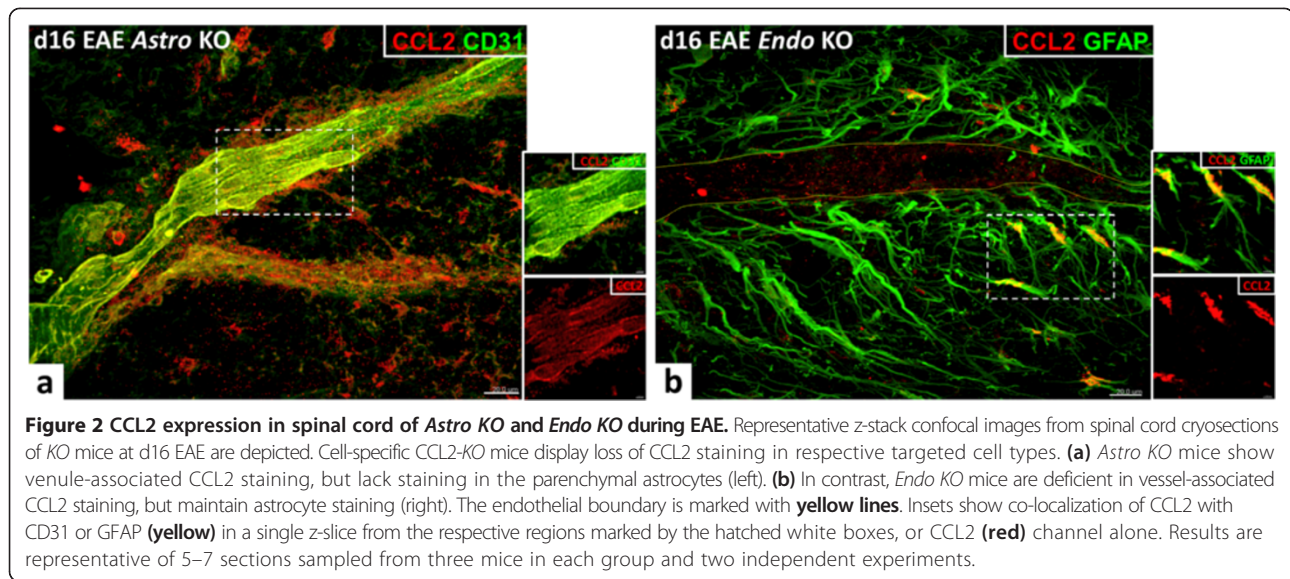 d16 EAE Astro KO
CCL2 CD31
CCL2 CD31
CCL2
20.0 um
a
d16 EAE Endo KO
CCL2 GFAP
CCL2 GFAP
CCL2
20.0 um
b
Figure 2 CCL2 expression in spinal cord of Astro KO and Endo KO during EAE. Representative z-stack confocal images from spinal cord cryosections
of KO mice at d16 EAE are depicted. Cell-specific CCL2-KO mice display loss of CCL2 staining in respective targeted cell types. (a) Astro KO mice show
venule-associated CCL2 staining, but lack staining in the parenchymal astrocytes (left). (b) In contrast, Endo KO mice are deficient in vessel-associated
CCL2 staining, but maintain astrocyte staining (right). The endothelial boundary is marked with yellow lines. Insets show co-localization of CCL2 with
CD31 or GFAP (yellow) in a single z-slice from the respective regions marked by the hatched white boxes, or CCL2 (red) channel alone. Results are
representative of 5–7 sections sampled from three mice in each group and two independent experiments.